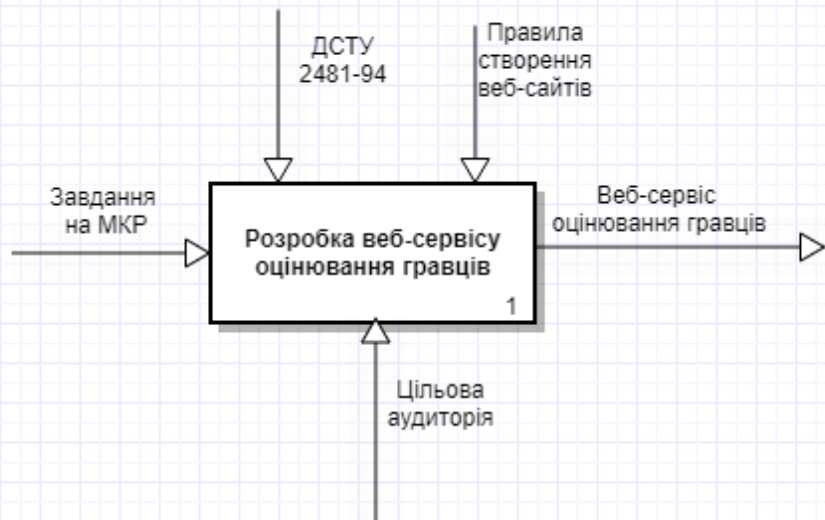 ДСТУ
2481-94
Правила
створення
веб-сайтів
Завдання
на МКР
Розробка веб-сервісу
оцінювання гравців
1
Веб-сервіс
оцінювання гравців
Цільова
аудиторія